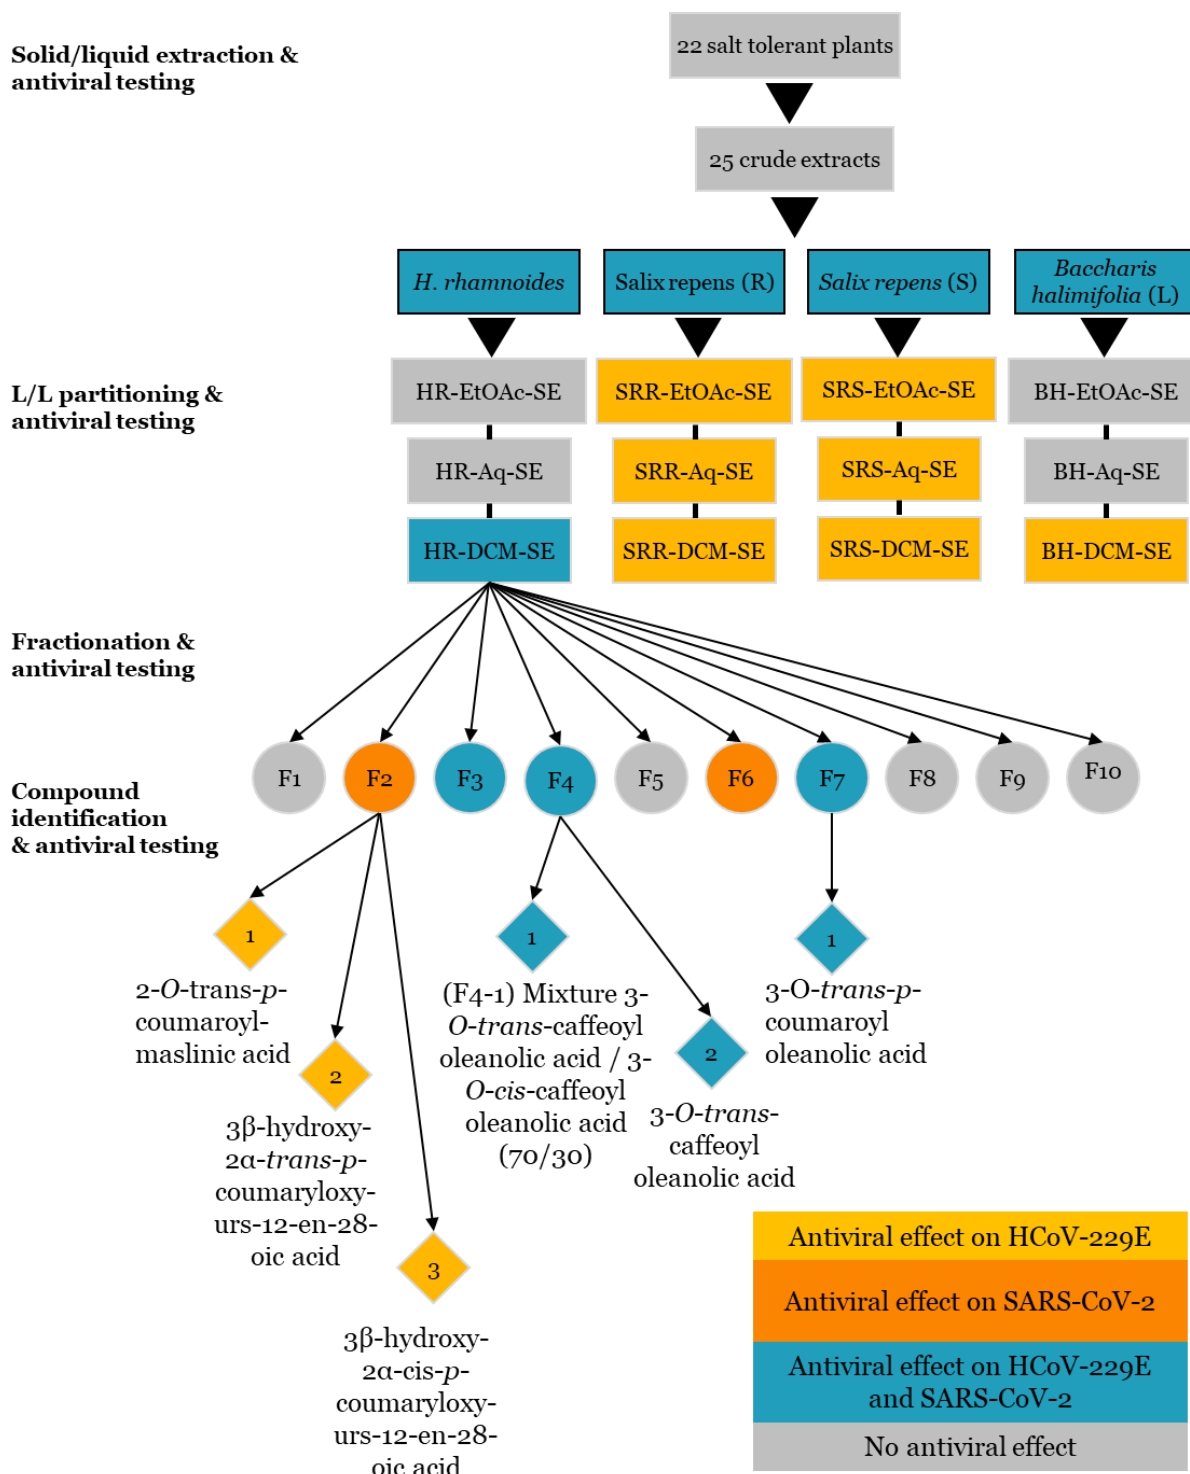 Solid/liquid extraction &
antiviral testing
22 salt tolerant plants
25 crude extracts
H. rhamnoides
Salix repens (R)
Salix repens (S)
Baccharis
halimifolia (L)
L/L partitioning &
antiviral testing
HR-EtOAc-SE
SRR-EtOAc-SE
SRS-EtOAc-SE
BH-EtOAc-SE
HR-Aq-SE
SRR-Aq-SE
SRS-Aq-SE
BH-Aq-SE
HR-DCM-SE
SRR-DCM-SE
SRS-DCM-SE
BH-DCM-SE
Fractionation &
antiviral testing
F1
F2
F3
F4
F5
F6
F7
F8
F9
F10
Compound
identification
& antiviral testing
1
2-O-trans-p-
coumaroyl-
maslinic acid
2
3β-hydroxy-
2α-trans-p-
coumaryloxy-
urs-12-en-28-
oic acid
3
3β-hydroxy-
2α-cis-p-
coumaryloxy-
urs-12-en-28-
oic acid
1
(F4-1) Mixture 3-
O-trans-caffeoyl
oleanolic acid / 3-
O-cis-caffeoyl
oleanolic acid
(70/30)
2
3-O-trans-
caffeoyl
oleanolic acid
1
3-O-trans-p-
coumaroyl
oleanolic acid
Antiviral effect on HCoV-229E
Antiviral effect on SARS-CoV-2
Antiviral effect on HCoV-229E
and SARS-CoV-2
No antiviral effect